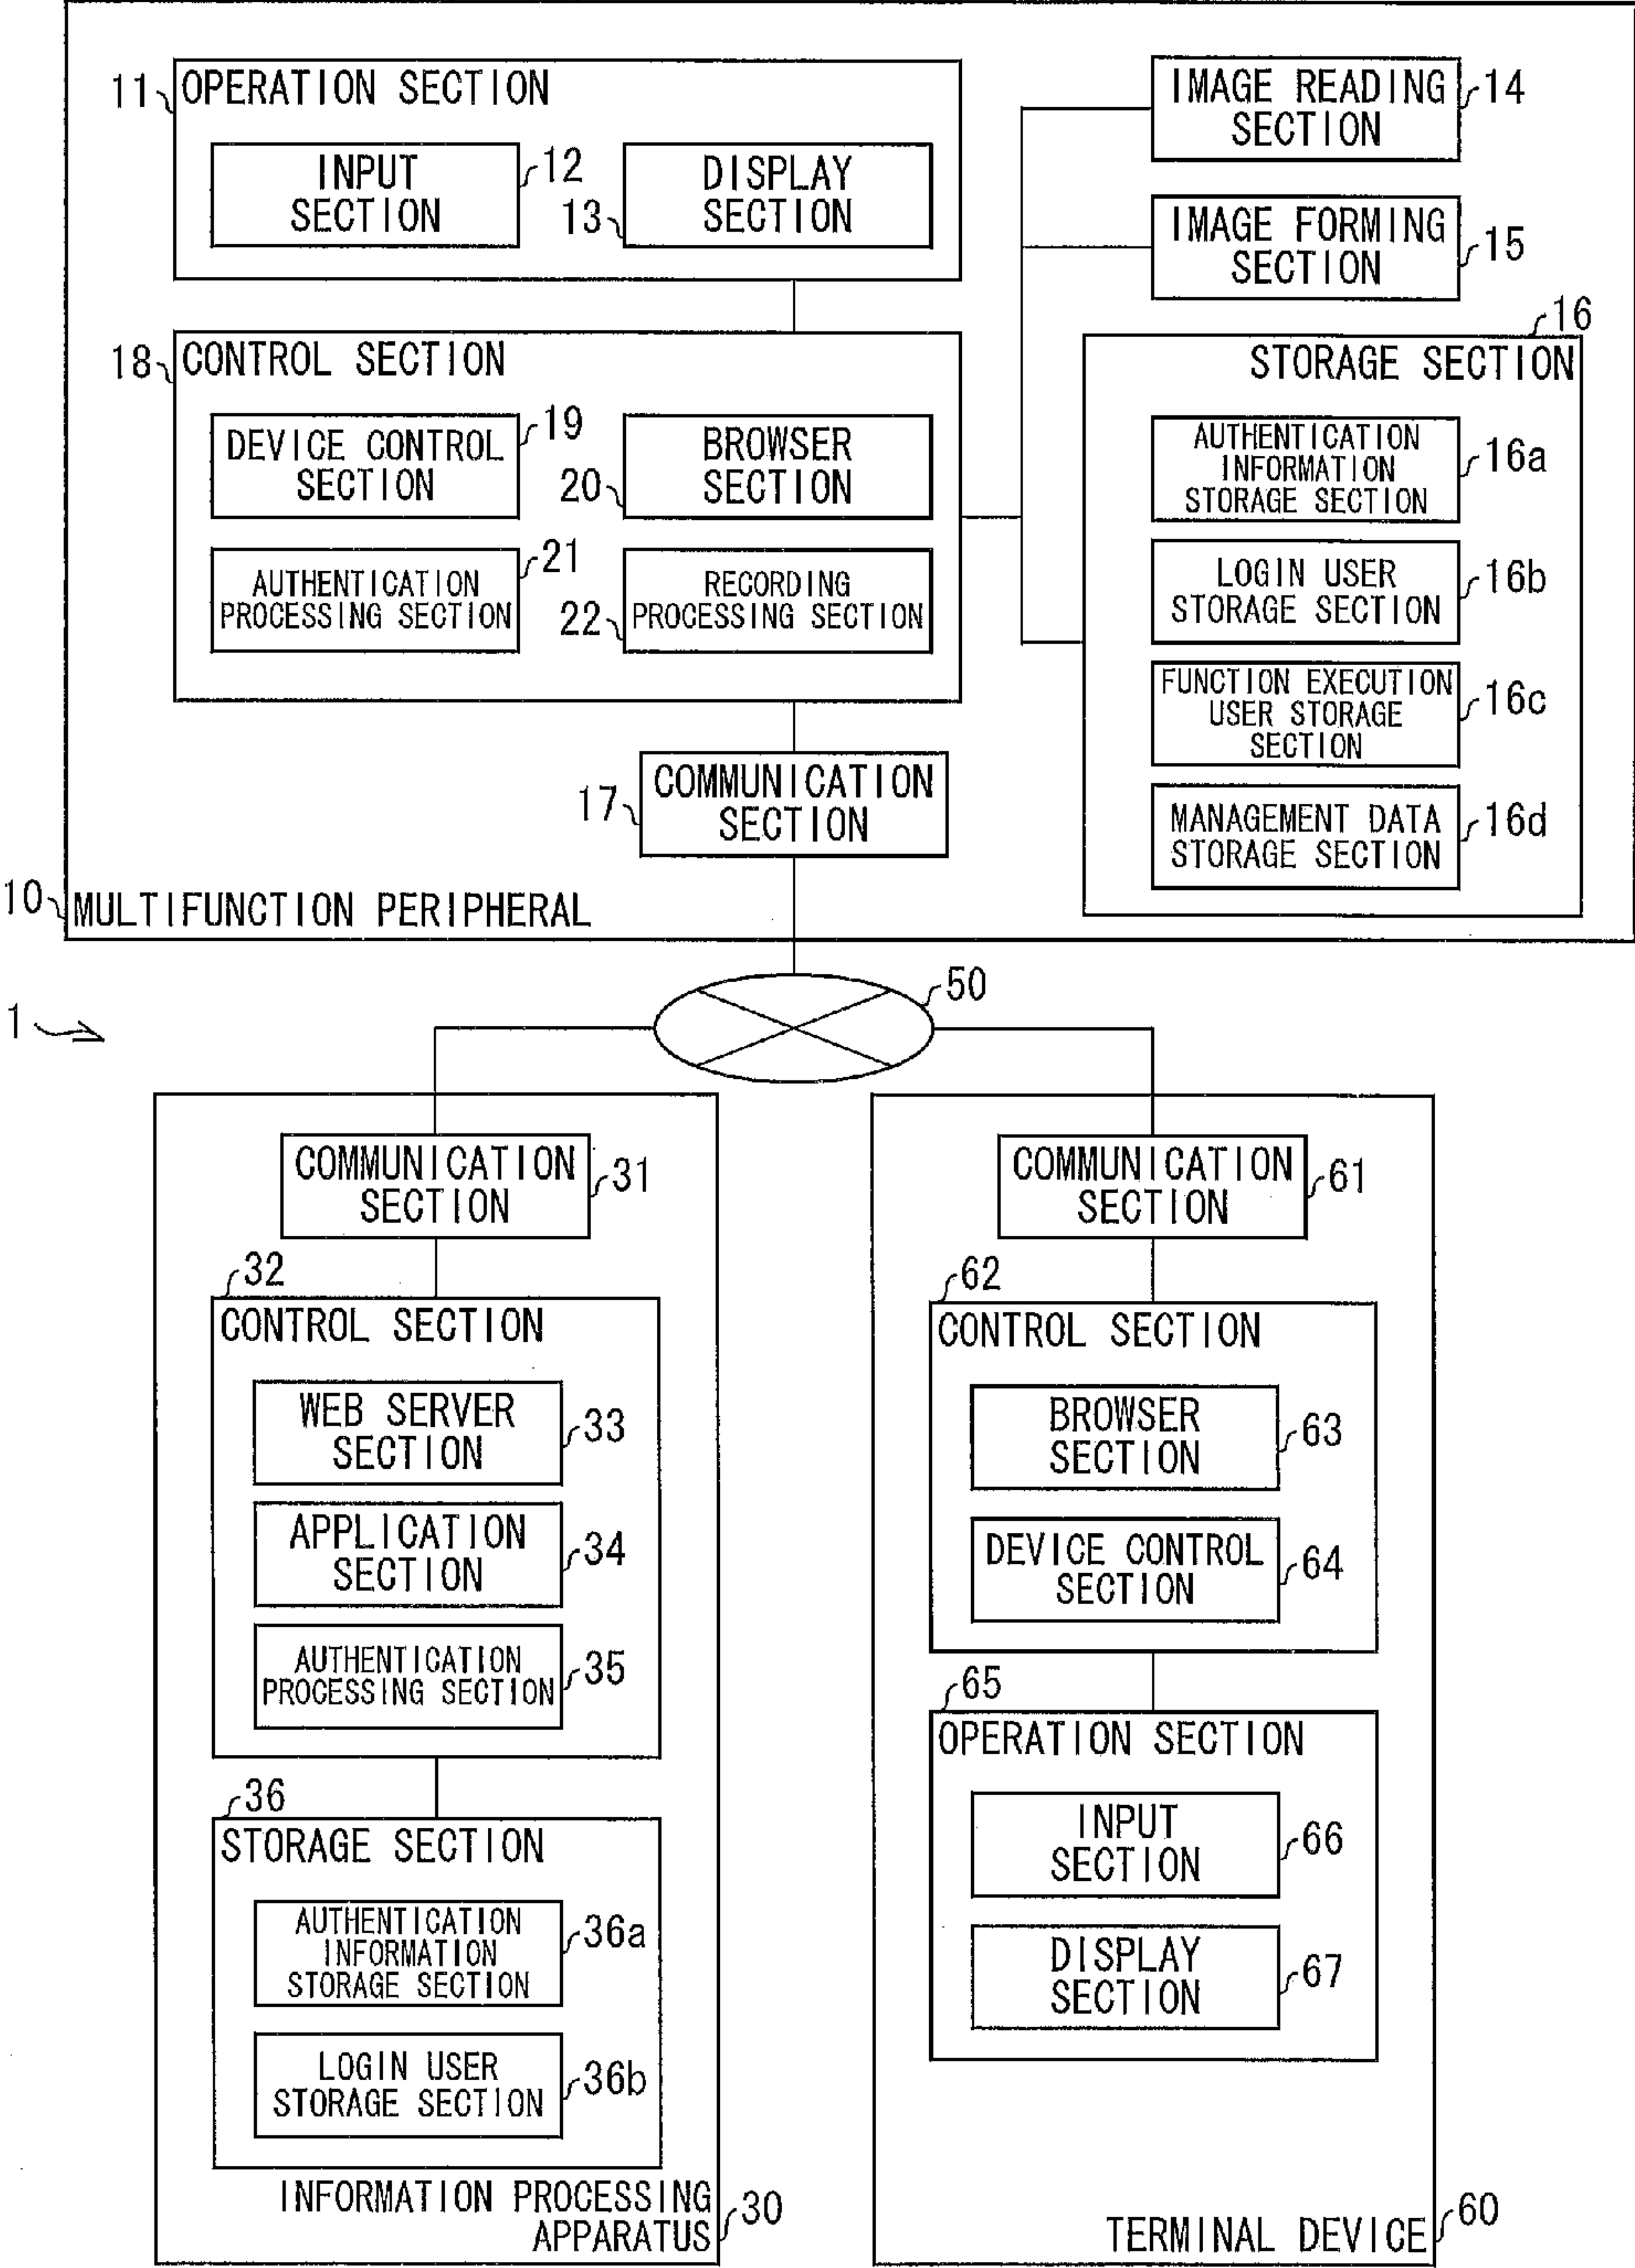 OPERATION SECTION
11
INPUT
SECTION
12
DISPLAY
SECTION
13
IMAGE READING
SECTION
14
IMAGE FORMING
SECTION
15
CONTROL SECTION
18
DEVICE CONTROL
SECTION
19
BROWSER
SECTION
20
AUTHENTICATION
PROCESSING SECTION
21
RECORDING
PROCESSING SECTION
22
16
STORAGE SECTION
AUTHENTICATION
INFORMATION
STORAGE SECTION
16a
LOGIN USER
STORAGE SECTION
16b
FUNCTION EXECUTION
USER STORAGE
SECTION
16c
MANAGEMENT DATA
STORAGE SECTION
16d
COMMUNICATION
SECTION
17
10
MULTIFUNCTION PERIPHERAL
50
1
COMMUNICATION
SECTION
31
32
CONTROL SECTION
WEB SERVER
SECTION
33
APPLICATION
SECTION
34
AUTHENTICATION
PROCESSING SECTION
35
36
STORAGE SECTION
AUTHENTICATION
INFORMATION
STORAGE SECTION
36a
LOGIN USER
STORAGE SECTION
36b
INFORMATION PROCESSING
APPARATUS
30
COMMUNICATION
SECTION
61
62
CONTROL SECTION
BROWSER
SECTION
63
DEVICE CONTROL
SECTION
64
65
OPERATION SECTION
INPUT
SECTION
66
DISPLAY
SECTION
67
TERMINAL DEVICE
60